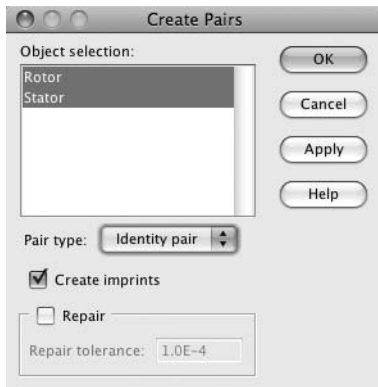 Create Pairs
Object selection:
Rotor
Stator
OK
Cancel
Apply
Help
Pair type: Identity pair
Create imprints
Repair
Repair tolerance: 1.0E-4